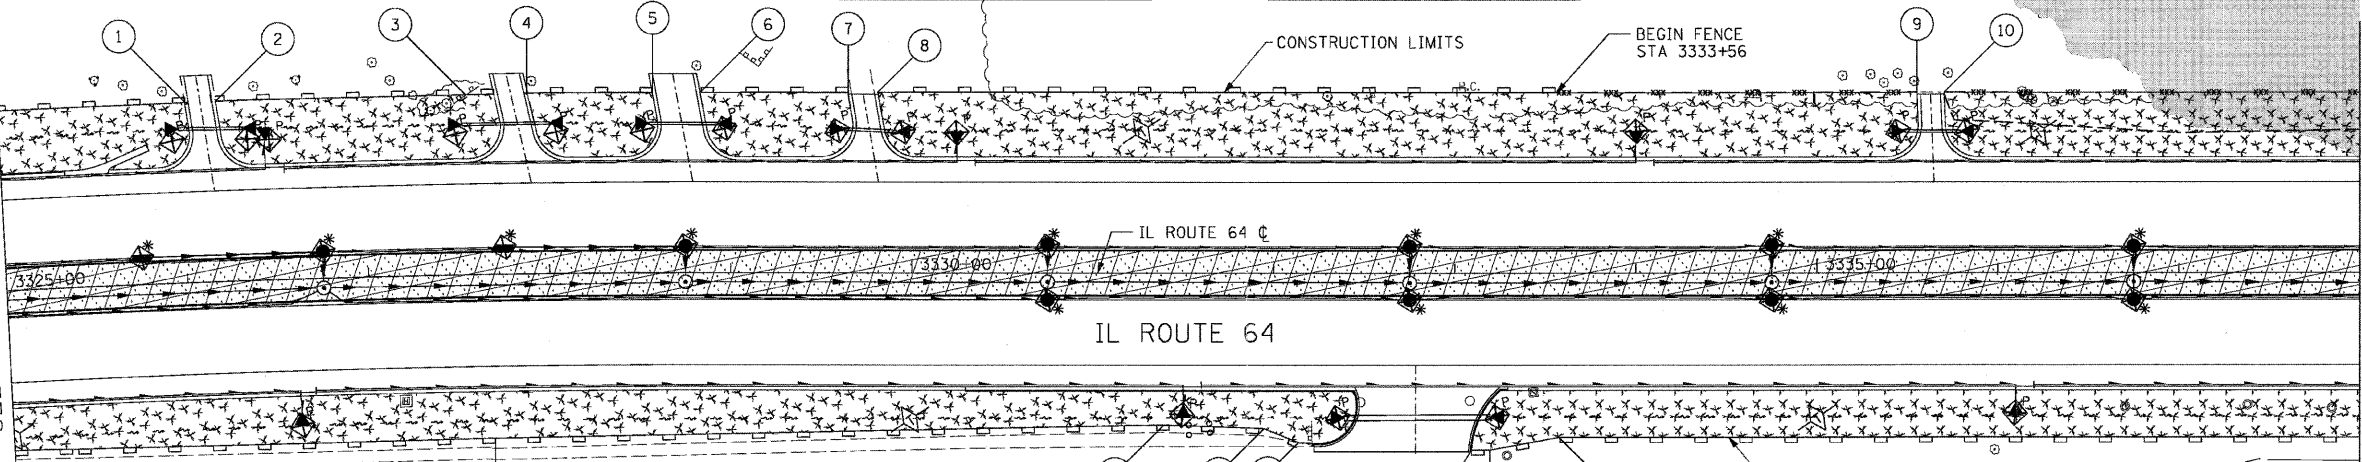 1
2
3
4
5
6
7
8
9
10
CONSTRUCTION LIMITS
BEGIN FENCE
STA 3333+56
IL ROUTE 64 ℄
3325+00
3330+00
3335+00
IL ROUTE 64